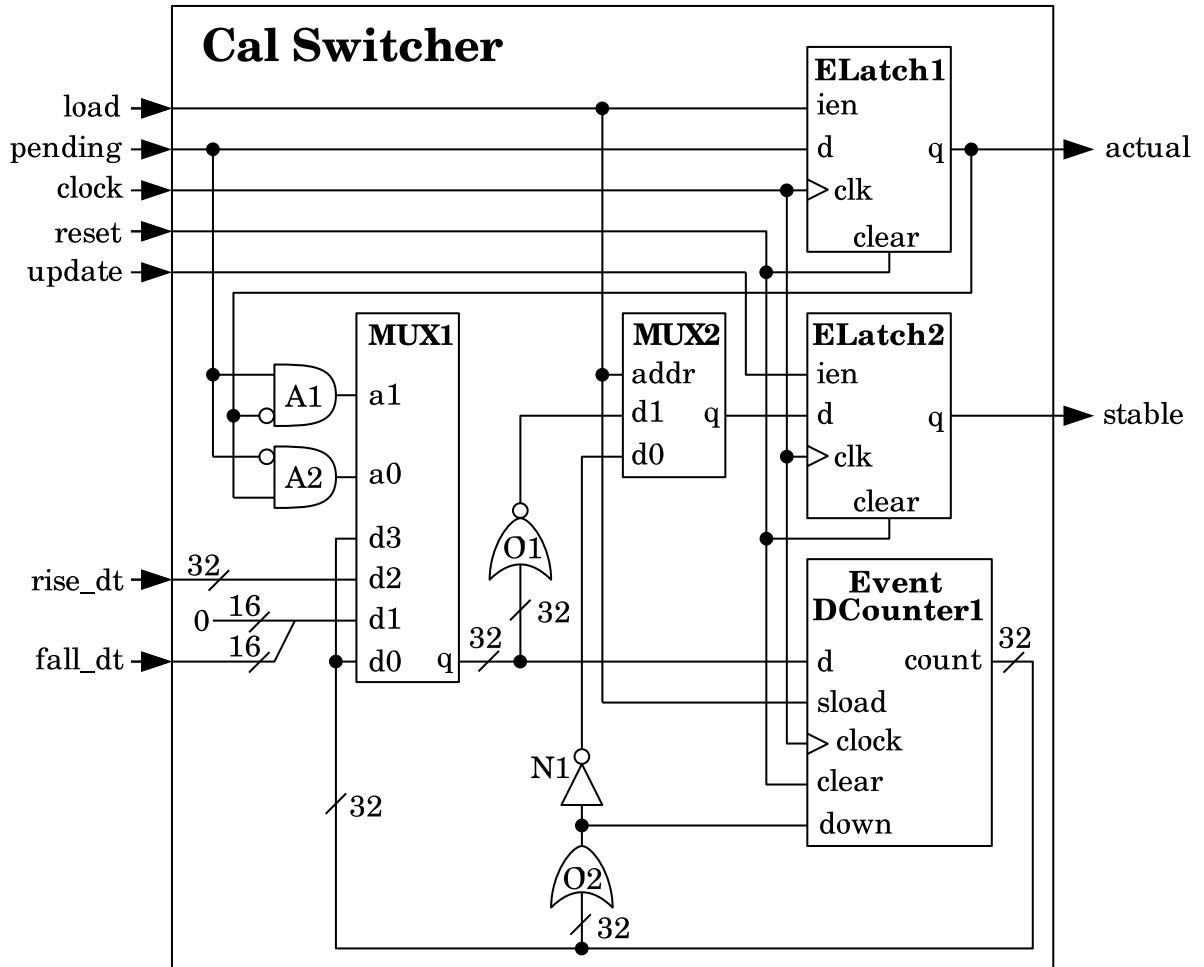 Cal Switcher
load
pending
clock
reset
update
rise_dt
fall_dt
ELatch1
ien
d
q
clk
clear
actual
MUX1
a1
a0
d3
d2
d1
d0
q
A1
A2
32
0
16
16
32
32
MUX2
addr
d1
q
d0
O1
32
ELatch2
ien
d
q
clk
clear
stable
Event
DCounter1
32
d
count
sload
clock
clear
down
N1
O2
32